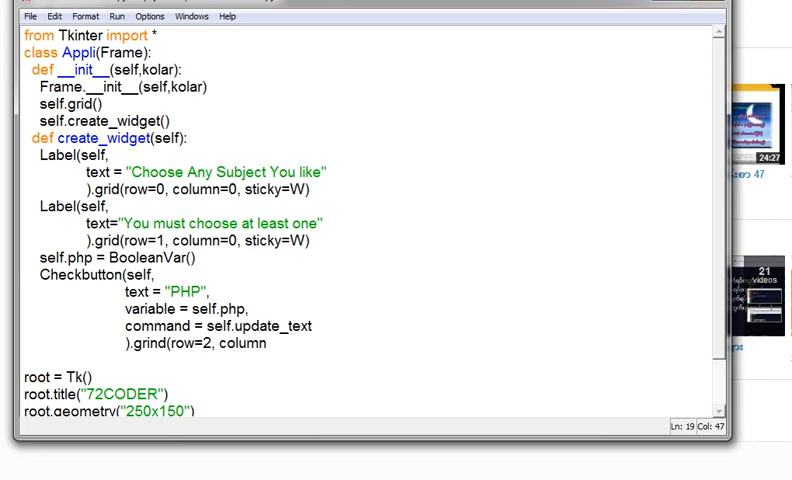 File Edit Format Run Options Windows Help
from Tkinter import *
class Appli(Frame):
def __init__(self,kolar):
Frame.__init__(self,kolar)
self.grid()
self.create_widget()
def create_widget(self):
Label(self,
text = "Choose Any Subject You like"
).grid(row=0, column=0, sticky=W)
Label(self,
text="You must choose at least one"
).grid(row=1, column=0, sticky=W)
self.php = BooleanVar()
Checkbutton(self,
text = "PHP",
variable = self.php,
command = self.update_text
).grind(row=2, column
root = Tk()
root.title("72CODER")
root.geometry("250x150")
Ln: 19 Col: 47
24:27
47
21
videos